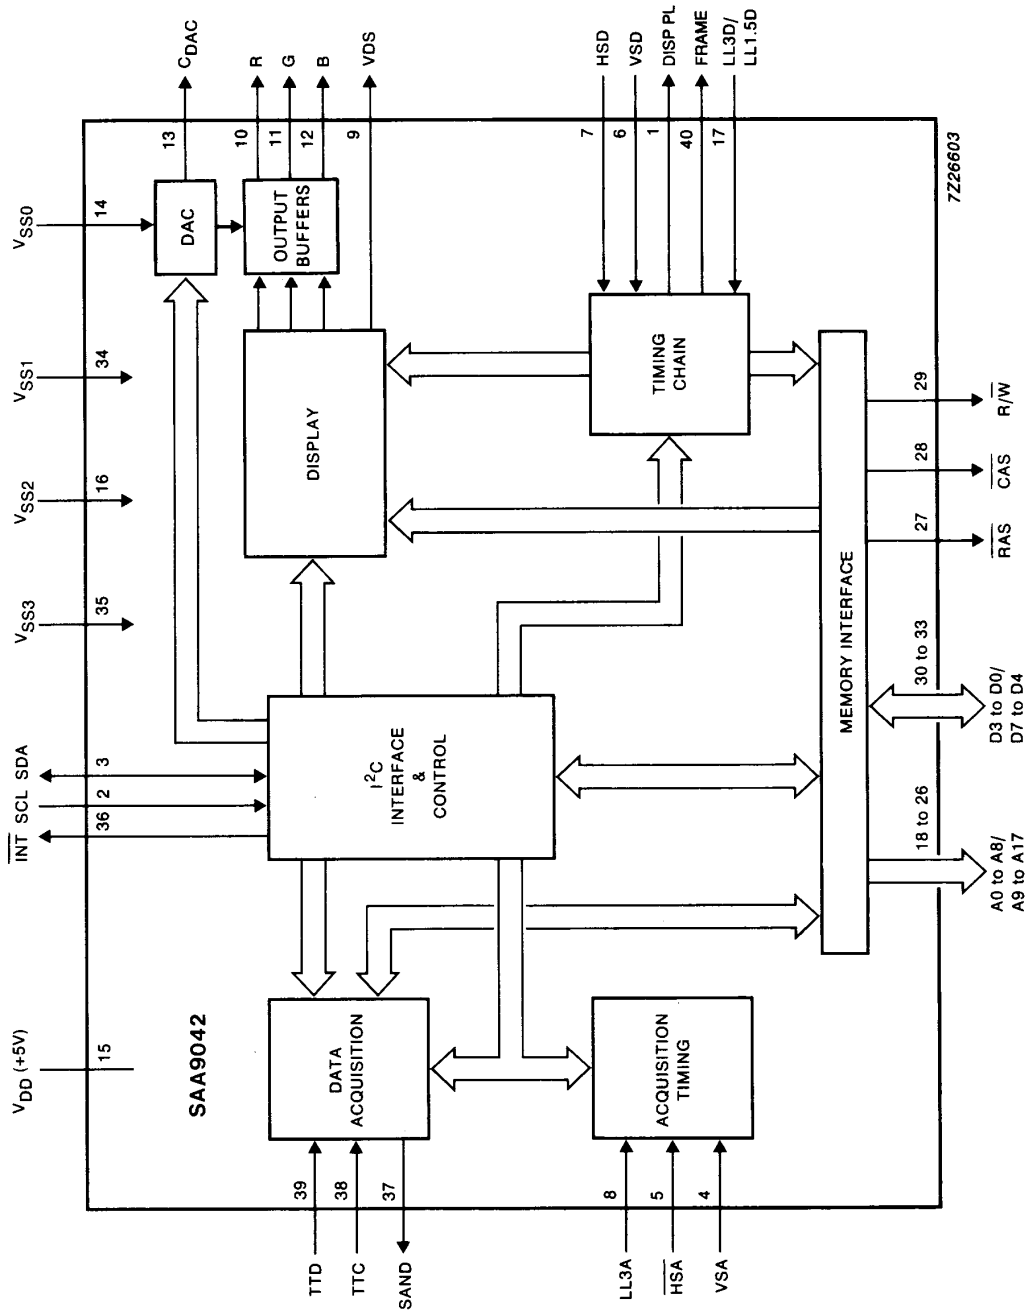 V_DD (+5V)
15
INT SCL SDA
36
2
3
V_SS3
35
V_SS2
16
V_SS1
34
V_SS0
14
SAA9042
TTD
39
TTC
38
SAND
37
DATA
ACQUISITION
LL3A
8
HSA
5
VSA
4
ACQUISITION
TIMING
I²C
INTERFACE
&
CONTROL
DISPLAY
DAC
OUTPUT
BUFFERS
13
C_DAC
10
R
11
G
12
B
9
VDS
TIMING
CHAIN
7
HSD
6
VSD
1
DISP PL
40
FRAME
17
LL3D/
LL1.5D
MEMORY INTERFACE
18 to 26
A0 to A8/
A9 to A17
30 to 33
D3 to D0/
D7 to D4
27
RAS
28
CAS
29
R/W
7Z26603